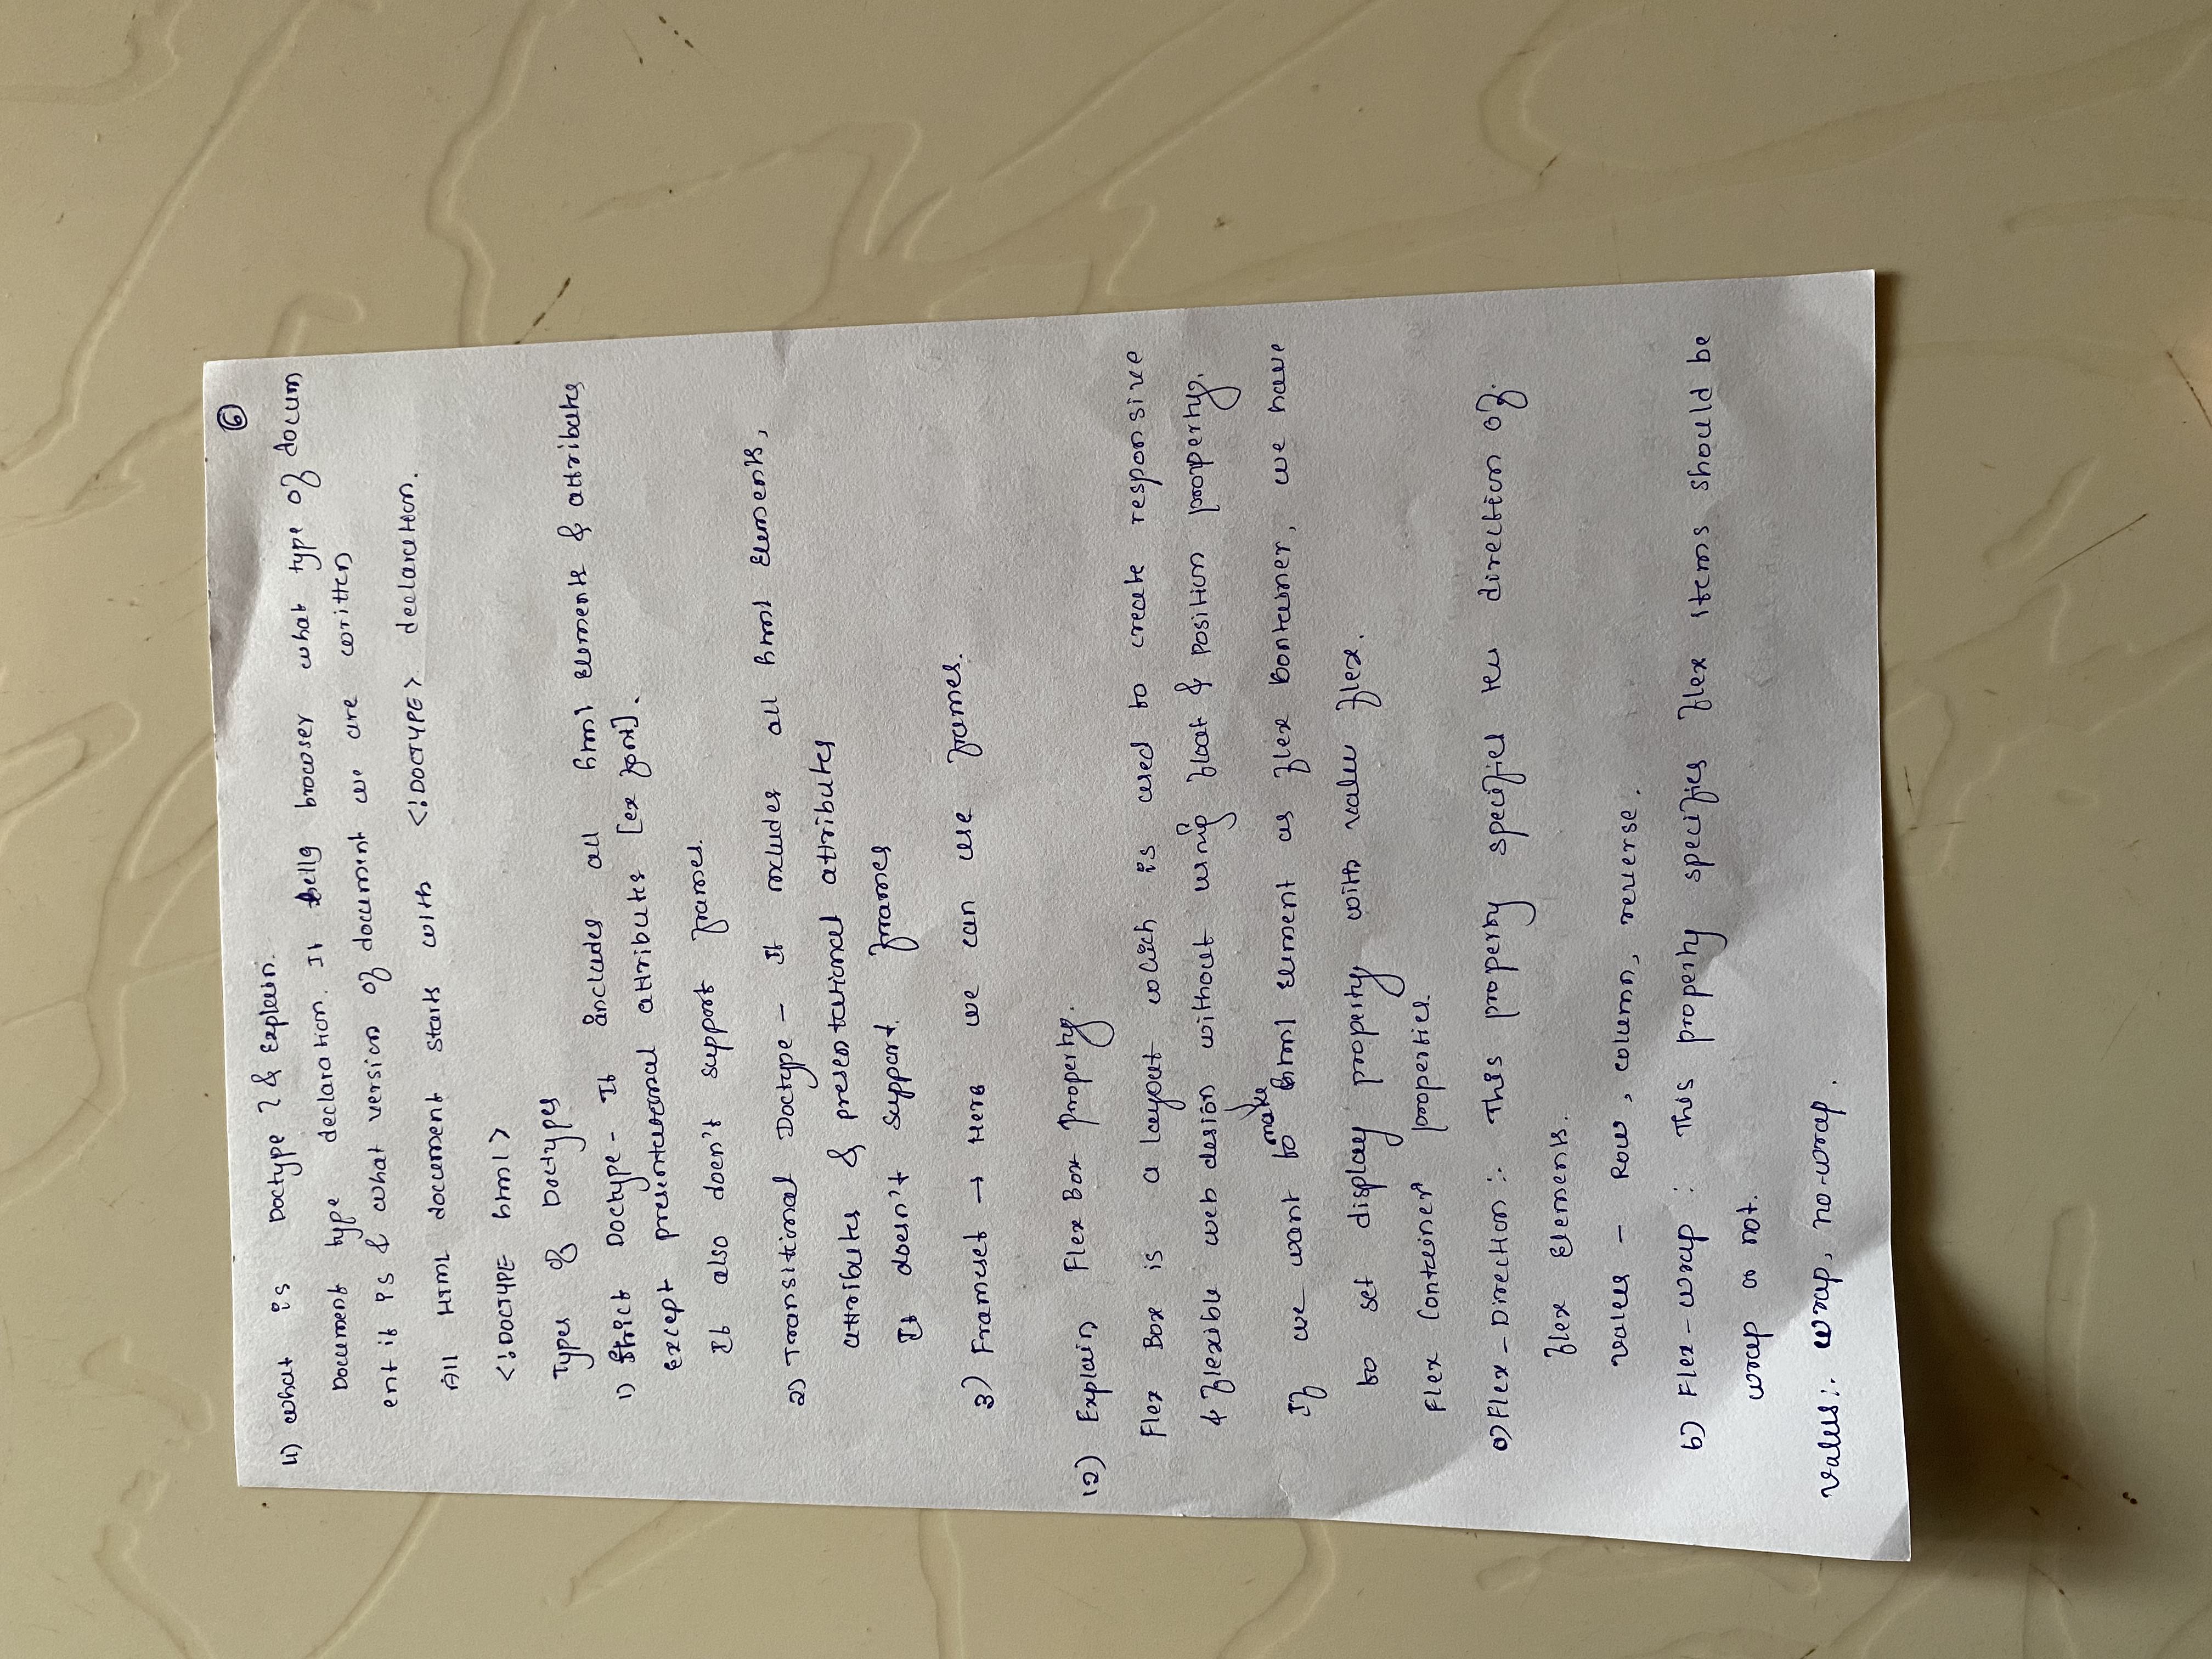 6
11) What is Doctype ? & Explain.
Document type declaration. It tells browser what type of docum
ent it is & what version of document we are written
All HTML document starts with <!DOCTYPE> declaration.
<!DOCTYPE html>
Types of Doctypes
1) Strict Doctype - It includes all html Elements & attributes
except presentational attributes [ex font].
It also doen't support frames.
2) Transitional Doctype - It includes all html Elements,
attributes & presentational attributes
It doesn't support. frames
3) Frameset → Here we can use frames.
12) Explain Flex Box Property.
Flex Box is a layout which is used to create responsive
& flexible web design without using float & position property.
make
If we want to html element as flex container, we have
to set display property with value flex.
Flex Container properties.
a) Flex - Direction :. This property specifies the direction of.
flex Elements.
values - Row, column, reverse.
b) Flex - wrap : This property specifies flex items should be
wrap or not.
values :. wrap, no-wrap.